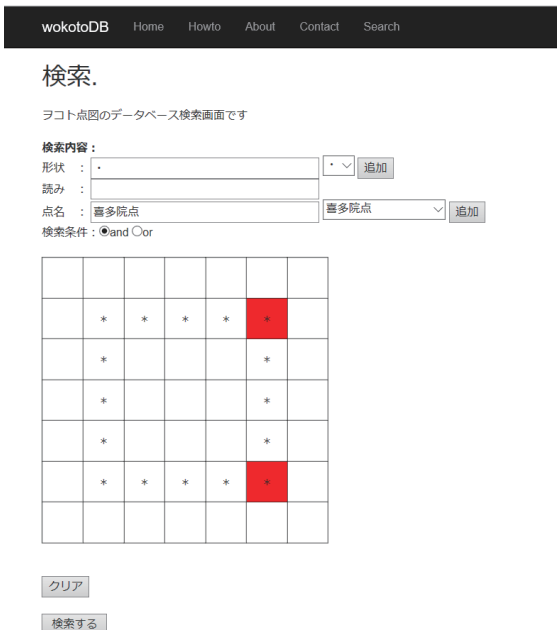 wokotoDB Home Howto About Contact Search
検索.
ヲコト点図のデータベース検索画面です
検索内容：
形状 ： ・ ・ 追加
読み ：
点名 ： 喜多院点 喜多院点 追加
検索条件：and or
* * * * *
* *
* *
* *
* * * * *
クリア
検索する